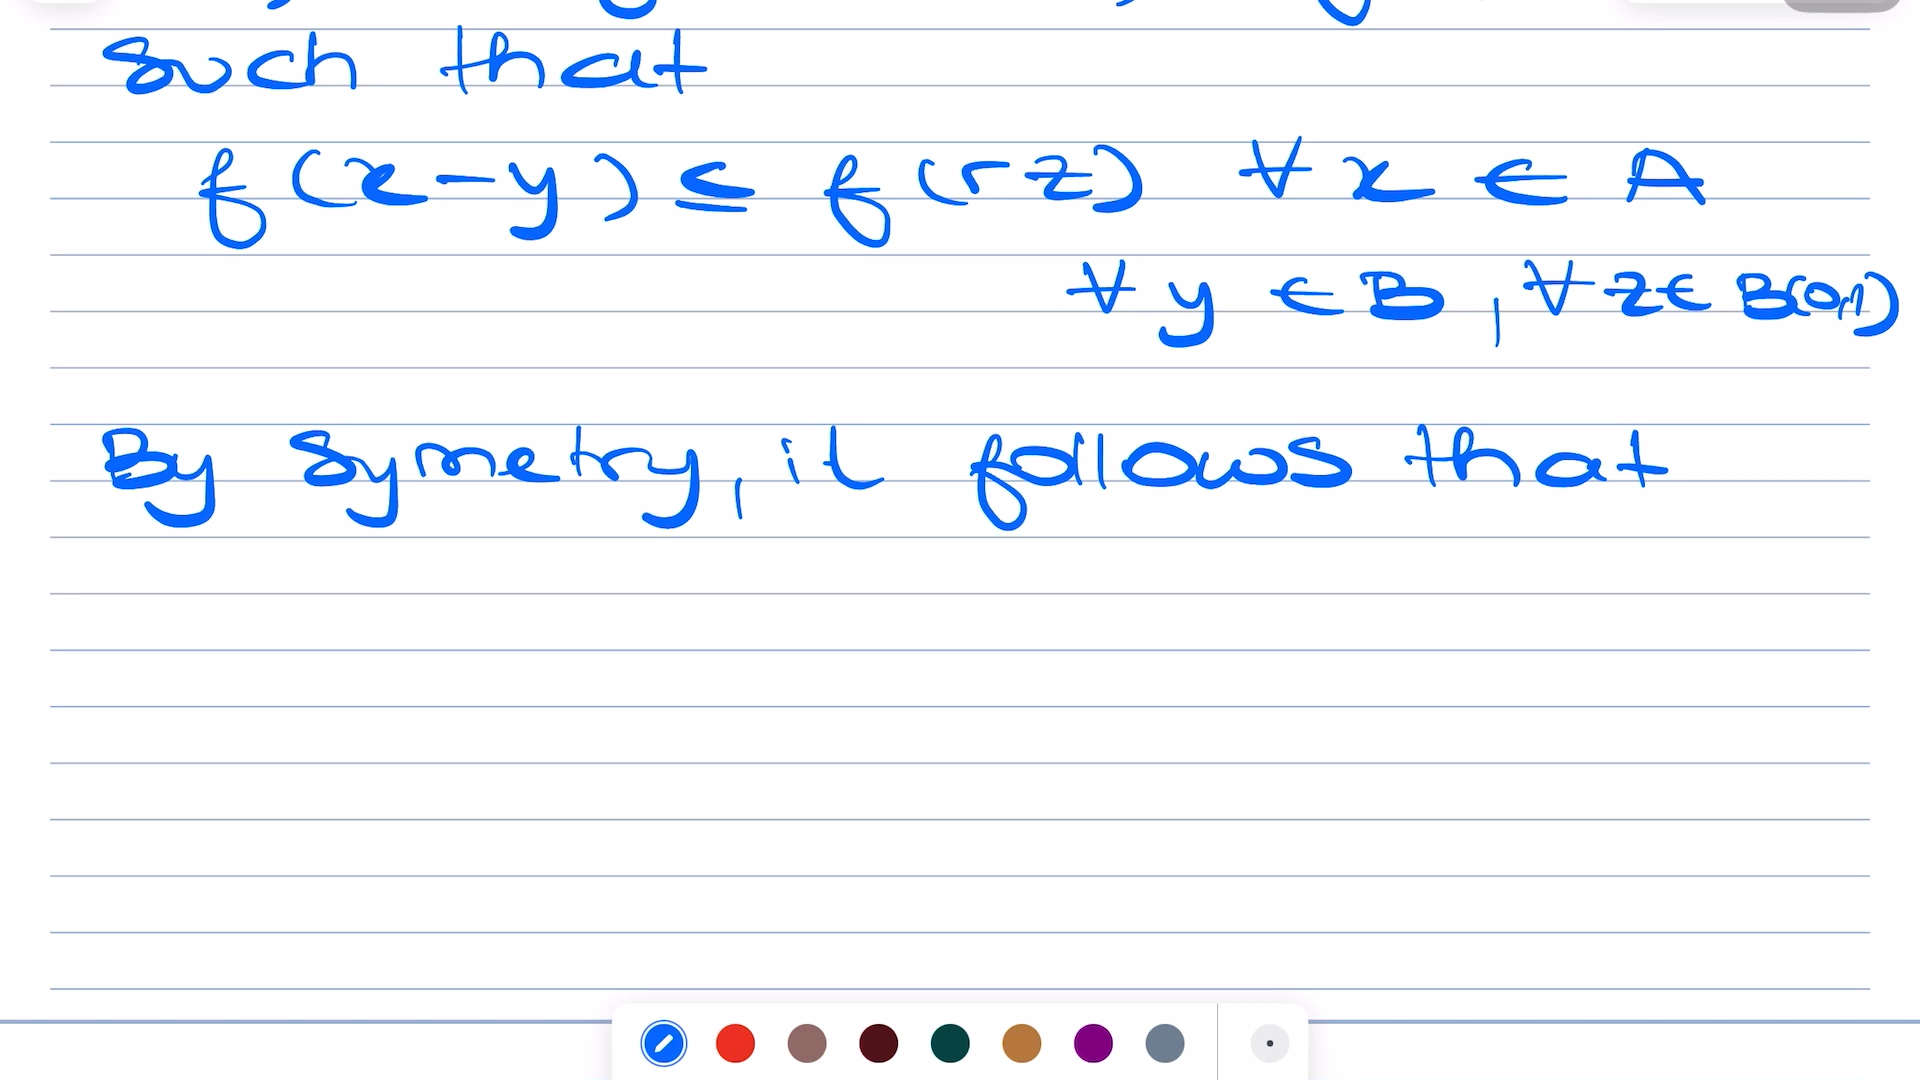 such that
f(x-y) ≤ f(rz) ∀ x ∈ A
∀ y ∈ B, ∀ z ∈ B(0,1)
By Symetry, it follows that